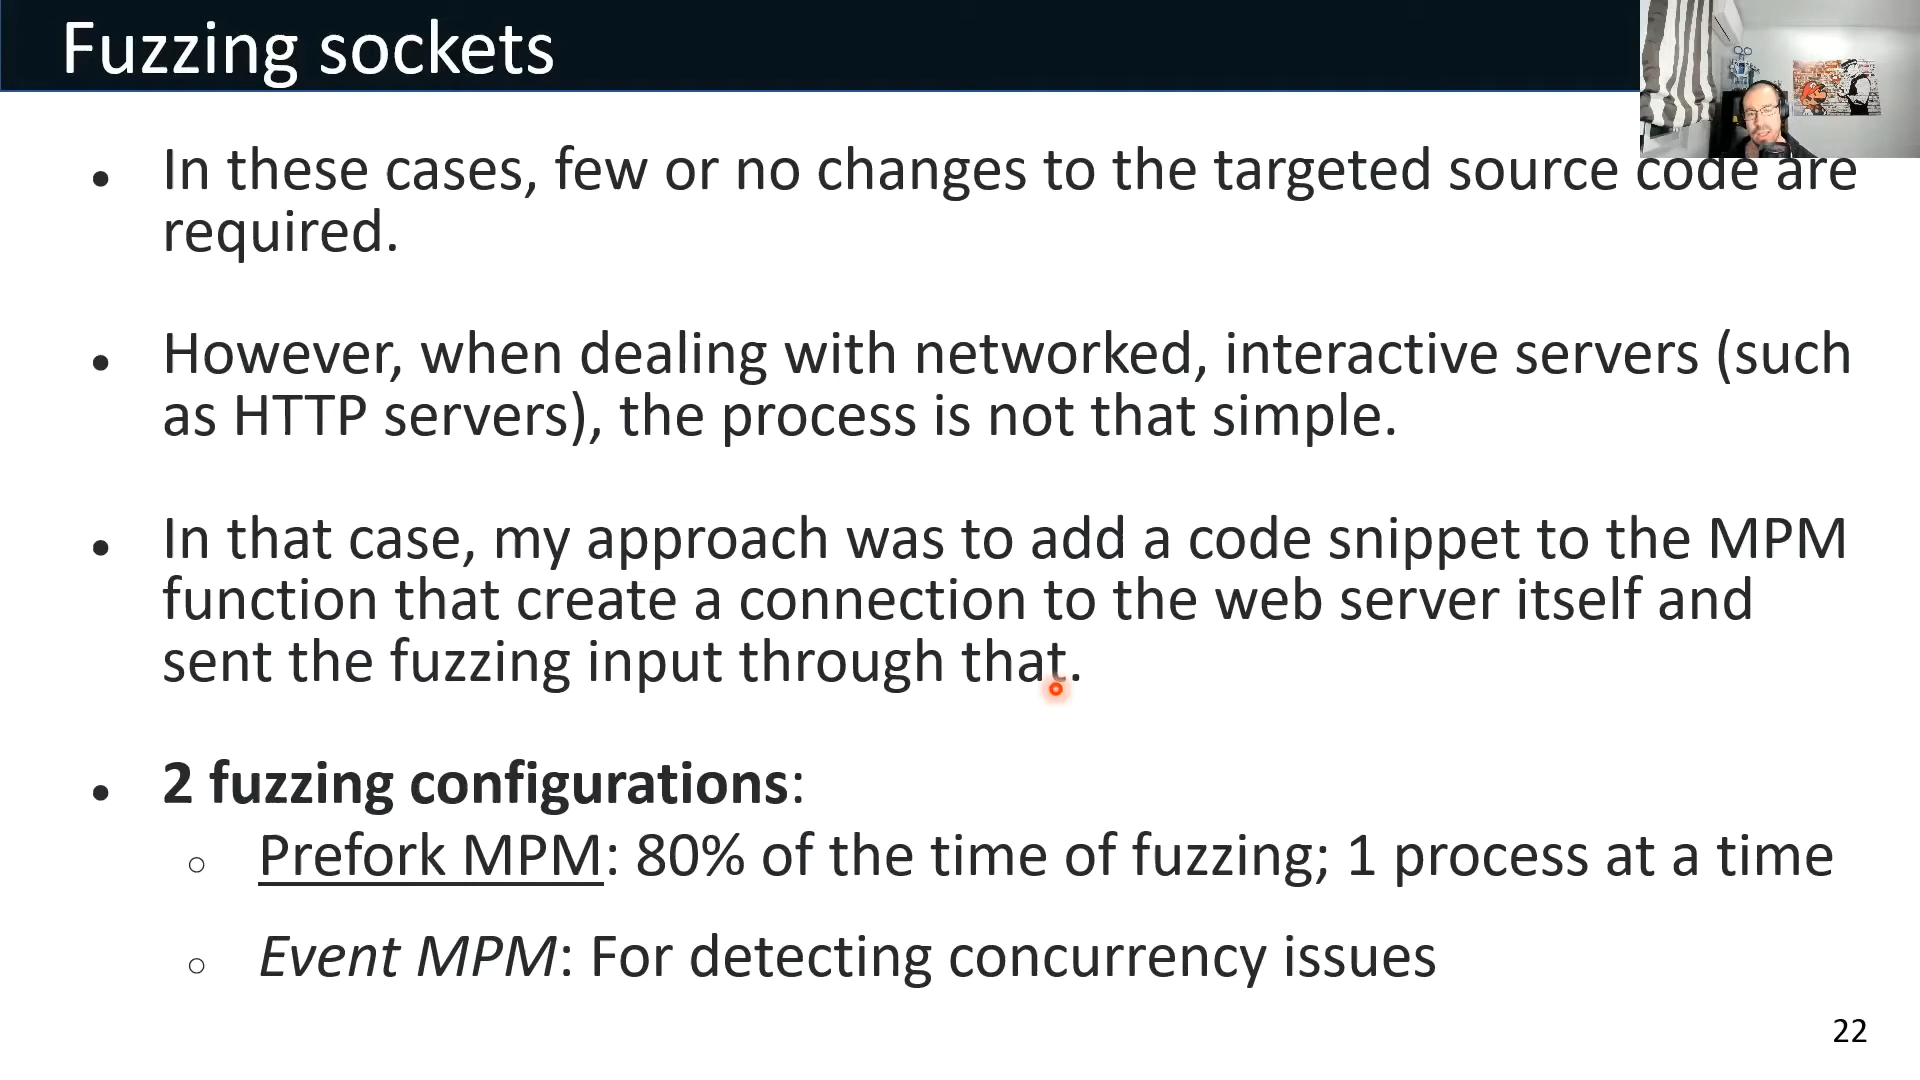 Fuzzing sockets
● In these cases, few or no changes to the targeted source code are
required.
● However, when dealing with networked, interactive servers (such
as HTTP servers), the process is not that simple.
● In that case, my approach was to add a code snippet to the MPM
function that create a connection to the web server itself and
sent the fuzzing input through that.
● 2 fuzzing configurations:
○ Prefork MPM: 80% of the time of fuzzing; 1 process at a time
○ Event MPM: For detecting concurrency issues
22